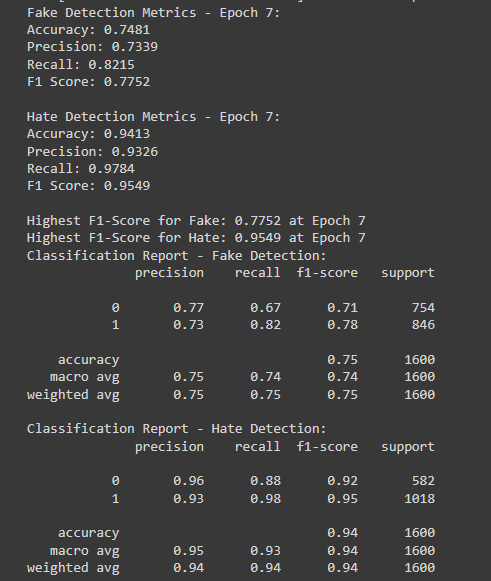 Fake Detection Metrics - Epoch 7:
Accuracy: 0.7481
Precision: 0.7339
Recall: 0.8215
F1 Score: 0.7752
Hate Detection Metrics - Epoch 7:
Accuracy: 0.9413
Precision: 0.9326
Recall: 0.9784
F1 Score: 0.9549
Highest F1-Score for Fake: 0.7752 at Epoch 7
Highest F1-Score for Hate: 0.9549 at Epoch 7
Classification Report - Fake Detection:
precision recall f1-score support
0 0.77 0.67 0.71 754
1 0.73 0.82 0.78 846
accuracy 0.75 1600
macro avg 0.75 0.74 0.74 1600
weighted avg 0.75 0.75 0.75 1600
Classification Report - Hate Detection:
precision recall f1-score support
0 0.96 0.88 0.92 582
1 0.93 0.98 0.95 1018
accuracy 0.94 1600
macro avg 0.95 0.93 0.94 1600
weighted avg 0.94 0.94 0.94 1600